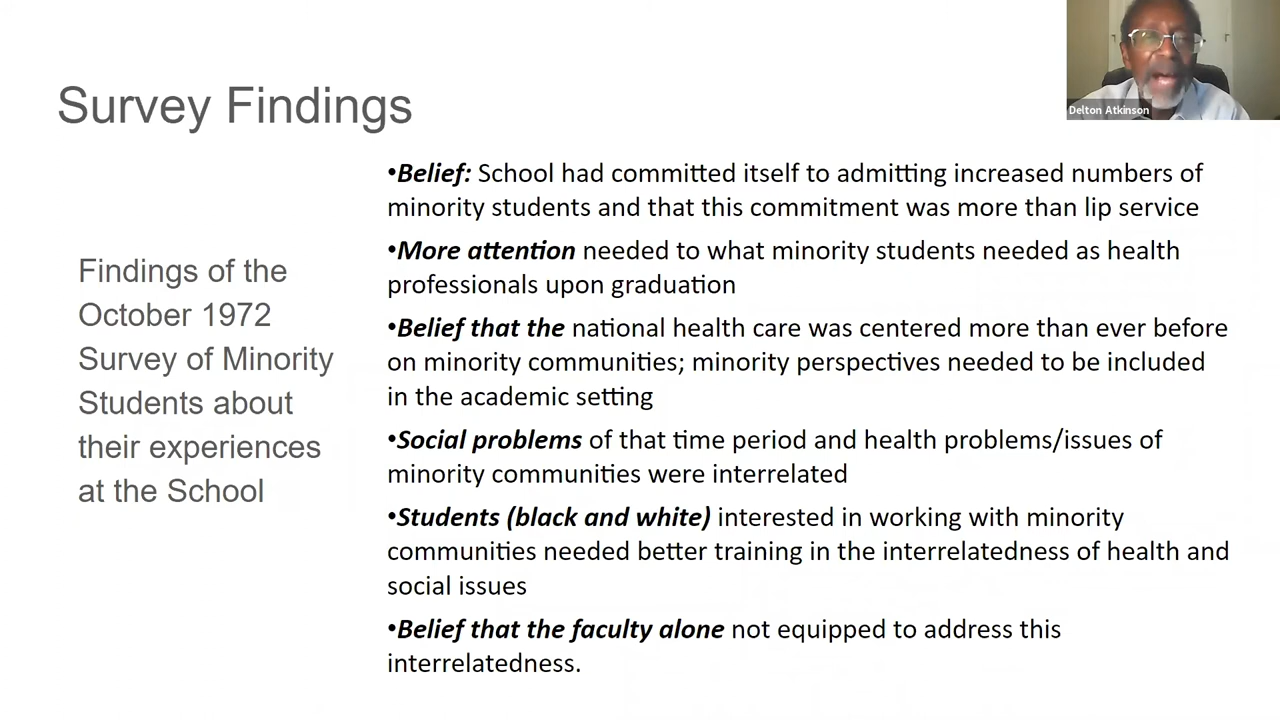 Delton Atkinson
Survey Findings
Findings of the
October 1972
Survey of Minority
Students about
their experiences
at the School
•Belief: School had committed itself to admitting increased numbers of
minority students and that this commitment was more than lip service
•More attention needed to what minority students needed as health
professionals upon graduation
•Belief that the national health care was centered more than ever before
on minority communities; minority perspectives needed to be included
in the academic setting
•Social problems of that time period and health problems/issues of
minority communities were interrelated
•Students (black and white) interested in working with minority
communities needed better training in the interrelatedness of health and
social issues
•Belief that the faculty alone not equipped to address this
interrelatedness.